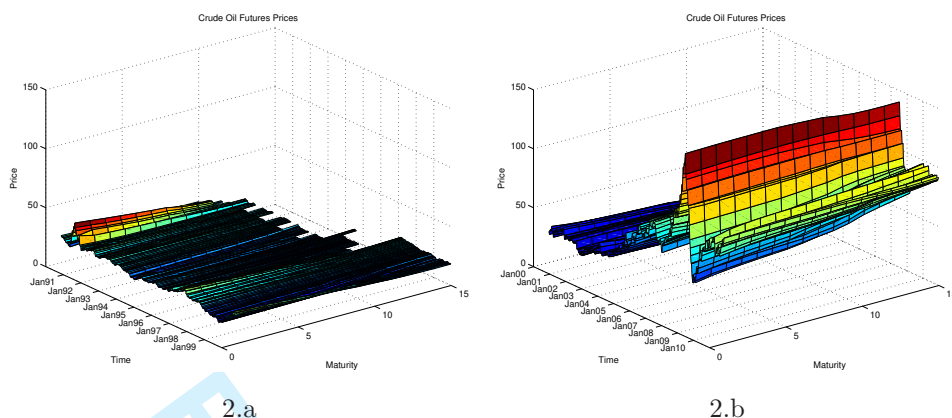 Crude Oil Futures Prices
150
100
50
0
Price
Jan91
Jan92
Jan93
Jan94
Jan95
Jan96
Jan97
Jan98
Jan99
Time
0
5
10
15
Maturity
2.a
Crude Oil Futures Prices
150
100
50
0
Price
Jan00
Jan01
Jan02
Jan03
Jan04
Jan05
Jan06
Jan07
Jan08
Jan09
Jan10
Time
0
5
10
1
Maturity
2.b